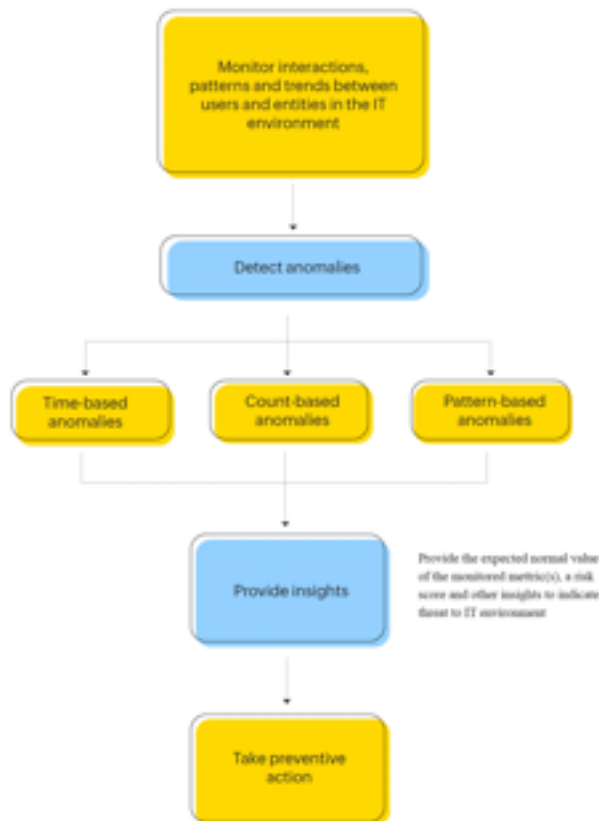 Monitor interactions,
patterns and trends between
users and entities in the IT
environment
Detect anomalies
Time-based
anomalies
Count-based
anomalies
Pattern-based
anomalies
Provide insights
Provide the expected normal value
of the monitored metric(s), a risk
score and other insights to indicate
threat to IT environment
Take preventive
action